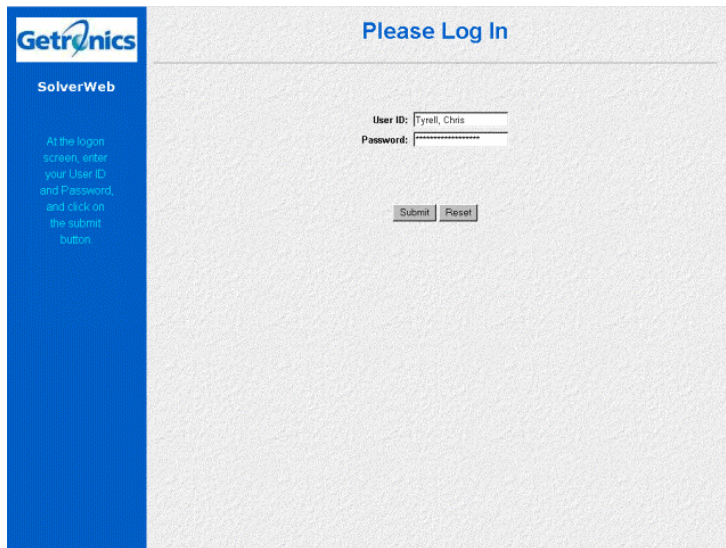 Getronics
SolverWeb
At the logon
screen, enter
your User ID
and Password,
and click on
the submit
button.
Please Log In
User ID: Tyrell, Chris
Password: ******************
Submit Reset